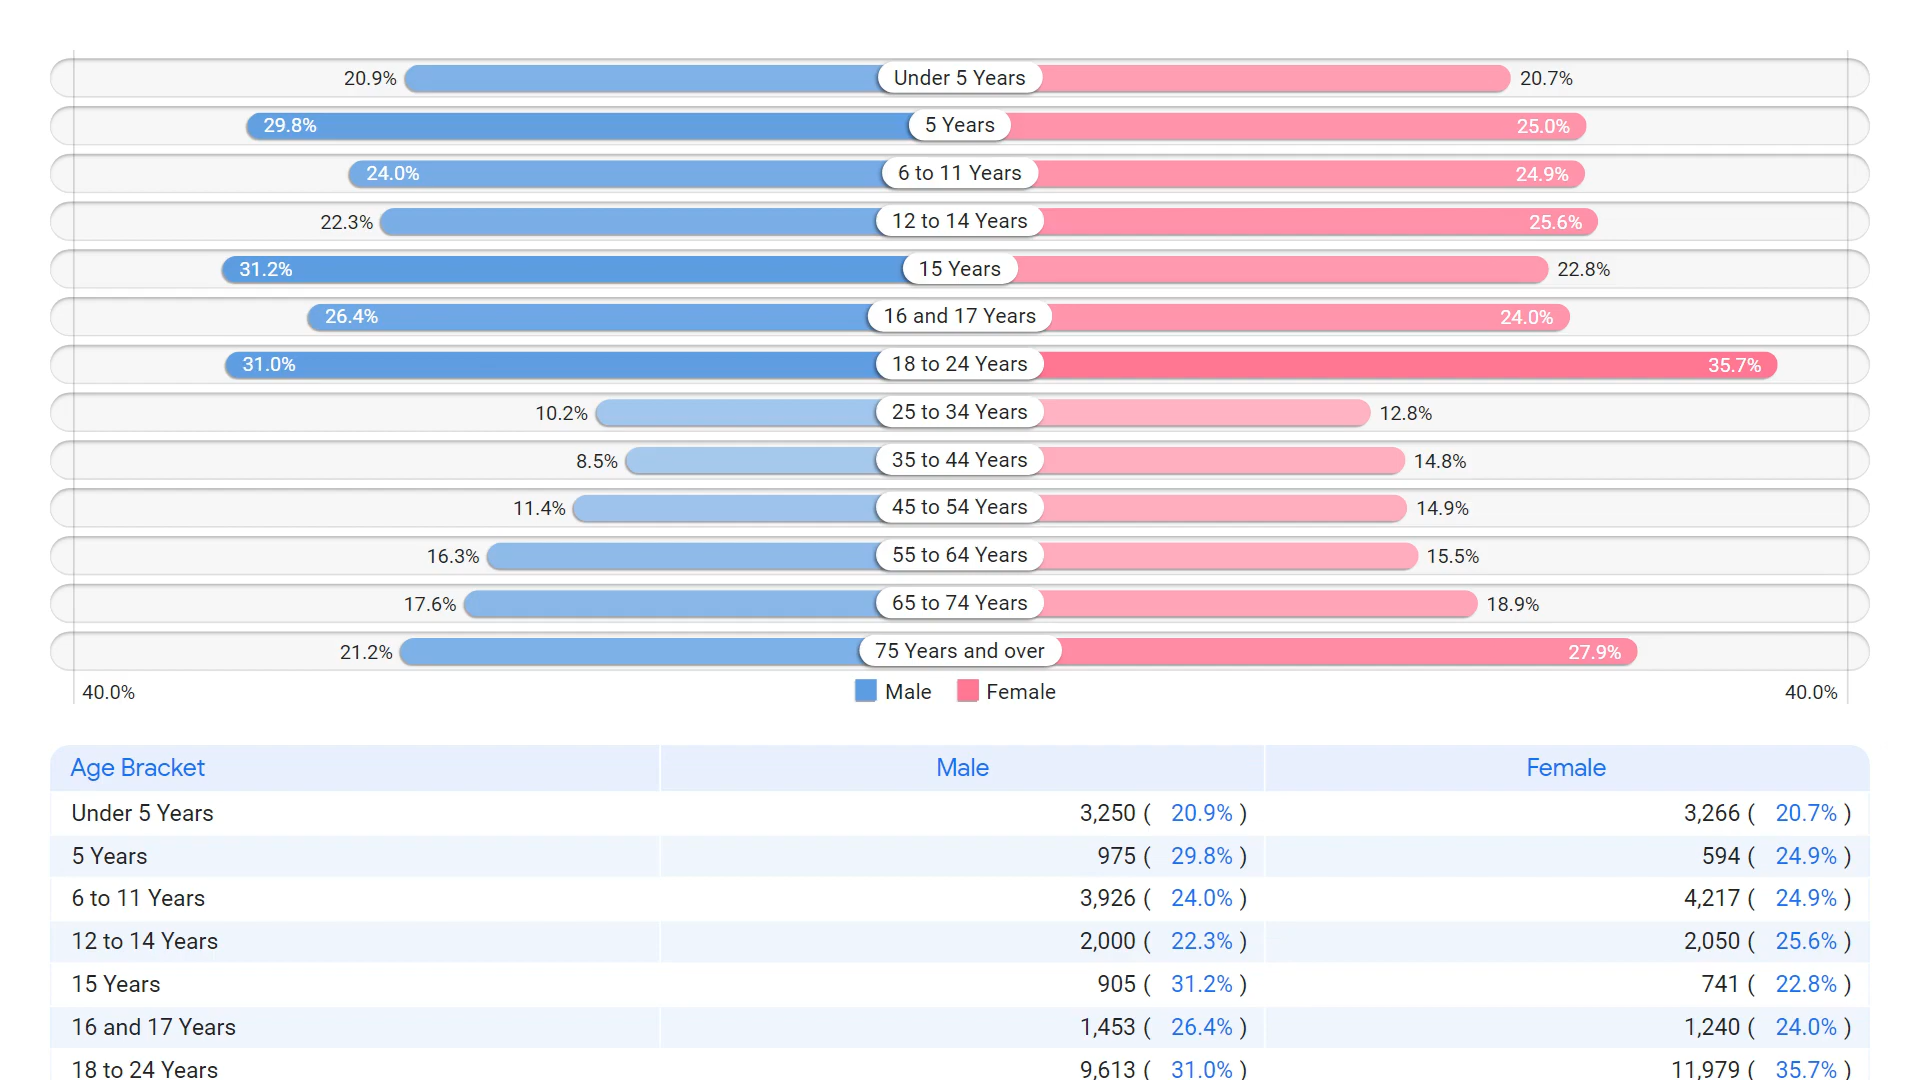 20.9% Under 5 Years 20.7%
29.8% 5 Years 25.0%
24.0% 6 to 11 Years 24.9%
22.3% 12 to 14 Years 25.6%
31.2% 15 Years 22.8%
26.4% 16 and 17 Years 24.0%
31.0% 18 to 24 Years 35.7%
10.2% 25 to 34 Years 12.8%
8.5% 35 to 44 Years 14.8%
11.4% 45 to 54 Years 14.9%
16.3% 55 to 64 Years 15.5%
17.6% 65 to 74 Years 18.9%
21.2% 75 Years and over 27.9%
40.0% Male Female 40.0%
Age Bracket Male Female
Under 5 Years 3,250 ( 20.9% ) 3,266 ( 20.7% )
5 Years 975 ( 29.8% ) 594 ( 24.9% )
6 to 11 Years 3,926 ( 24.0% ) 4,217 ( 24.9% )
12 to 14 Years 2,000 ( 22.3% ) 2,050 ( 25.6% )
15 Years 905 ( 31.2% ) 741 ( 22.8% )
16 and 17 Years 1,453 ( 26.4% ) 1,240 ( 24.0% )
18 to 24 Years 9,613 ( 31.0% ) 11,979 ( 35.7% )